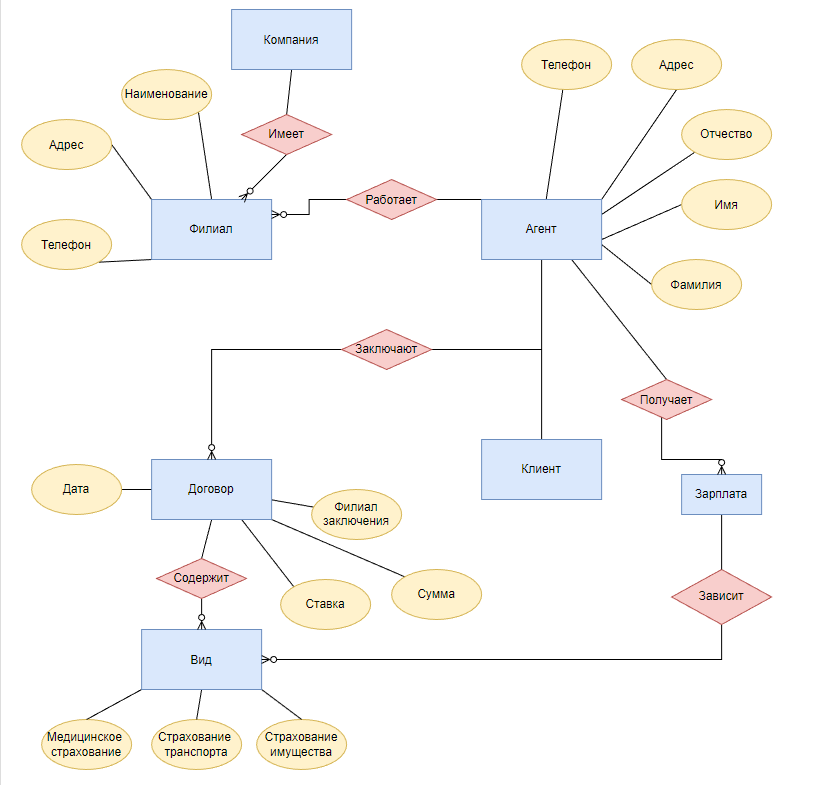 Компания
Телефон
Адрес
Наименование
Имеет
Отчество
Адрес
Работает
Имя
Филиал
Агент
Телефон
Фамилия
Заключают
Получает
Клиент
Договор
Дата
Зарплата
Филиал
заключения
Содержит
Ставка
Сумма
Зависит
Вид
Медицинское
страхование
Страхование
транспорта
Страхование
имущества